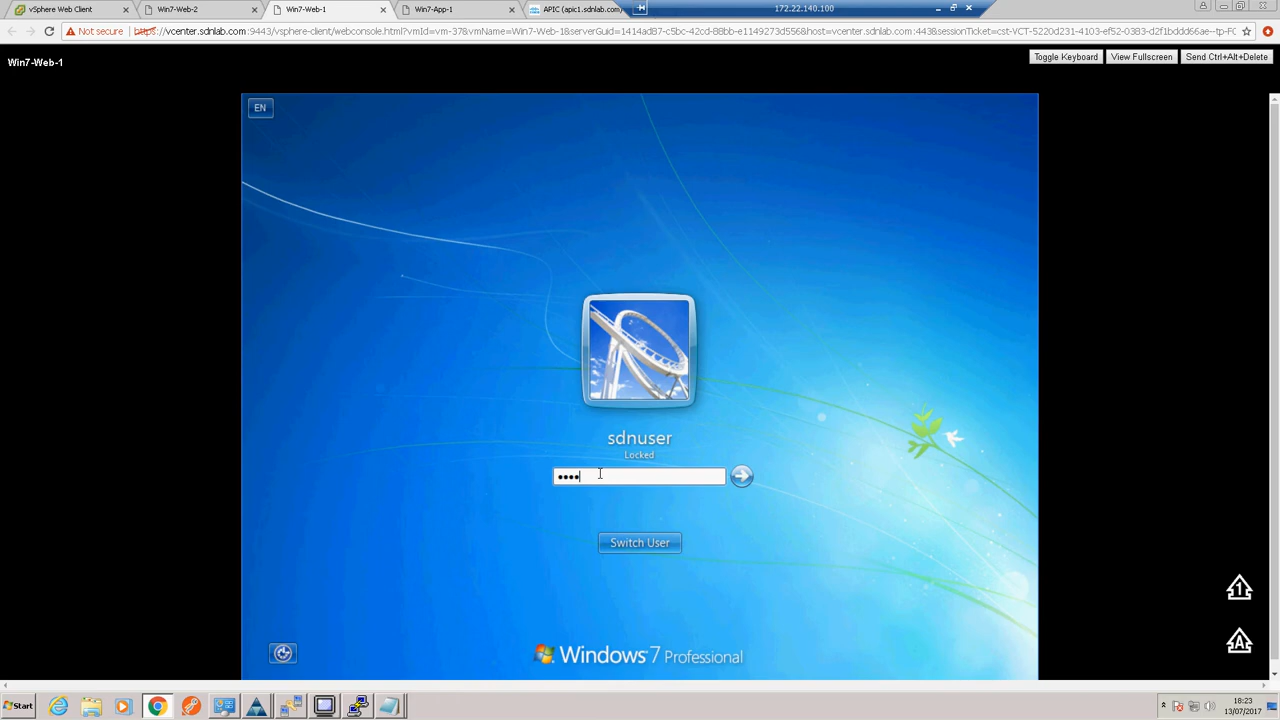 vSphere Web Client
Win7-Web-2
Win7-Web-1
Win7-App-1
APIC (apic1.sdnlab.com)
172.22.140.100
Not secure
Win7-Web-1
Toggle Keyboard
View Fullscreen
Send Ctrl+Alt+Delete
EN
sdnuser
Locked
Switch User
Windows 7 Professional
1
A
Start
18:23
13/07/2017